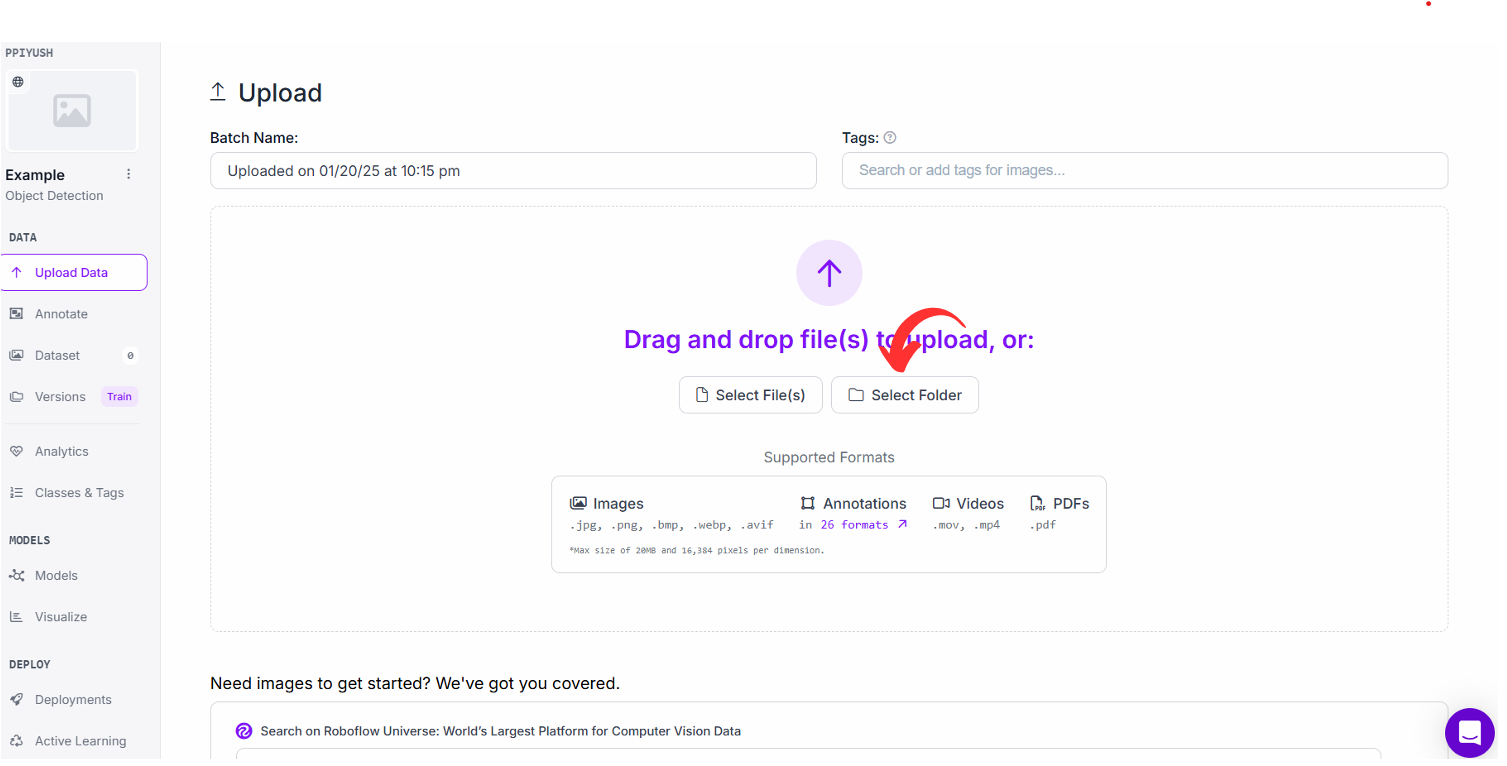 PPIYUSH
Example
Object Detection
DATA
Upload Data
Annotate
Dataset 0
Versions Train
Analytics
Classes & Tags
MODELS
Models
Visualize
DEPLOY
Deployments
Active Learning
Upload
Batch Name:
Uploaded on 01/20/25 at 10:15 pm
Tags: ?
Search or add tags for images...
Drag and drop file(s) to upload, or:
Select File(s) Select Folder
Supported Formats
Images Annotations Videos PDFs
.jpg, .png, .bmp, .webp, .avif in 26 formats .mov, .mp4 .pdf
*Max size of 20MB and 16,384 pixels per dimension.
Need images to get started? We've got you covered.
Search on Roboflow Universe: World’s Largest Platform for Computer Vision Data